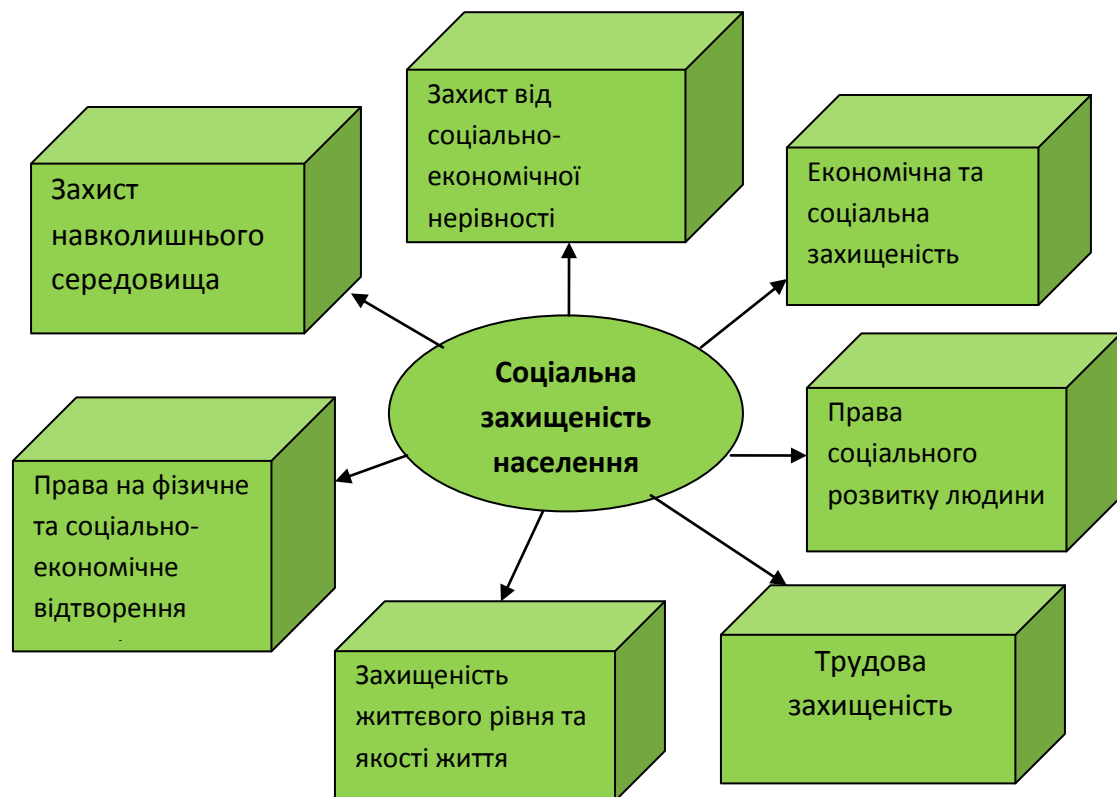 Захист від
соціально-
економічної
нерівності
Захист
навколишнього
середовища
Економічна та
соціальна
захищеність
Соціальна
захищеність
населення
Права
соціального
розвитку людини
Права на фізичне
та соціально-
економічне
відтворення
Захищеність
життєвого рівня та
якості життя
Трудова
захищеність